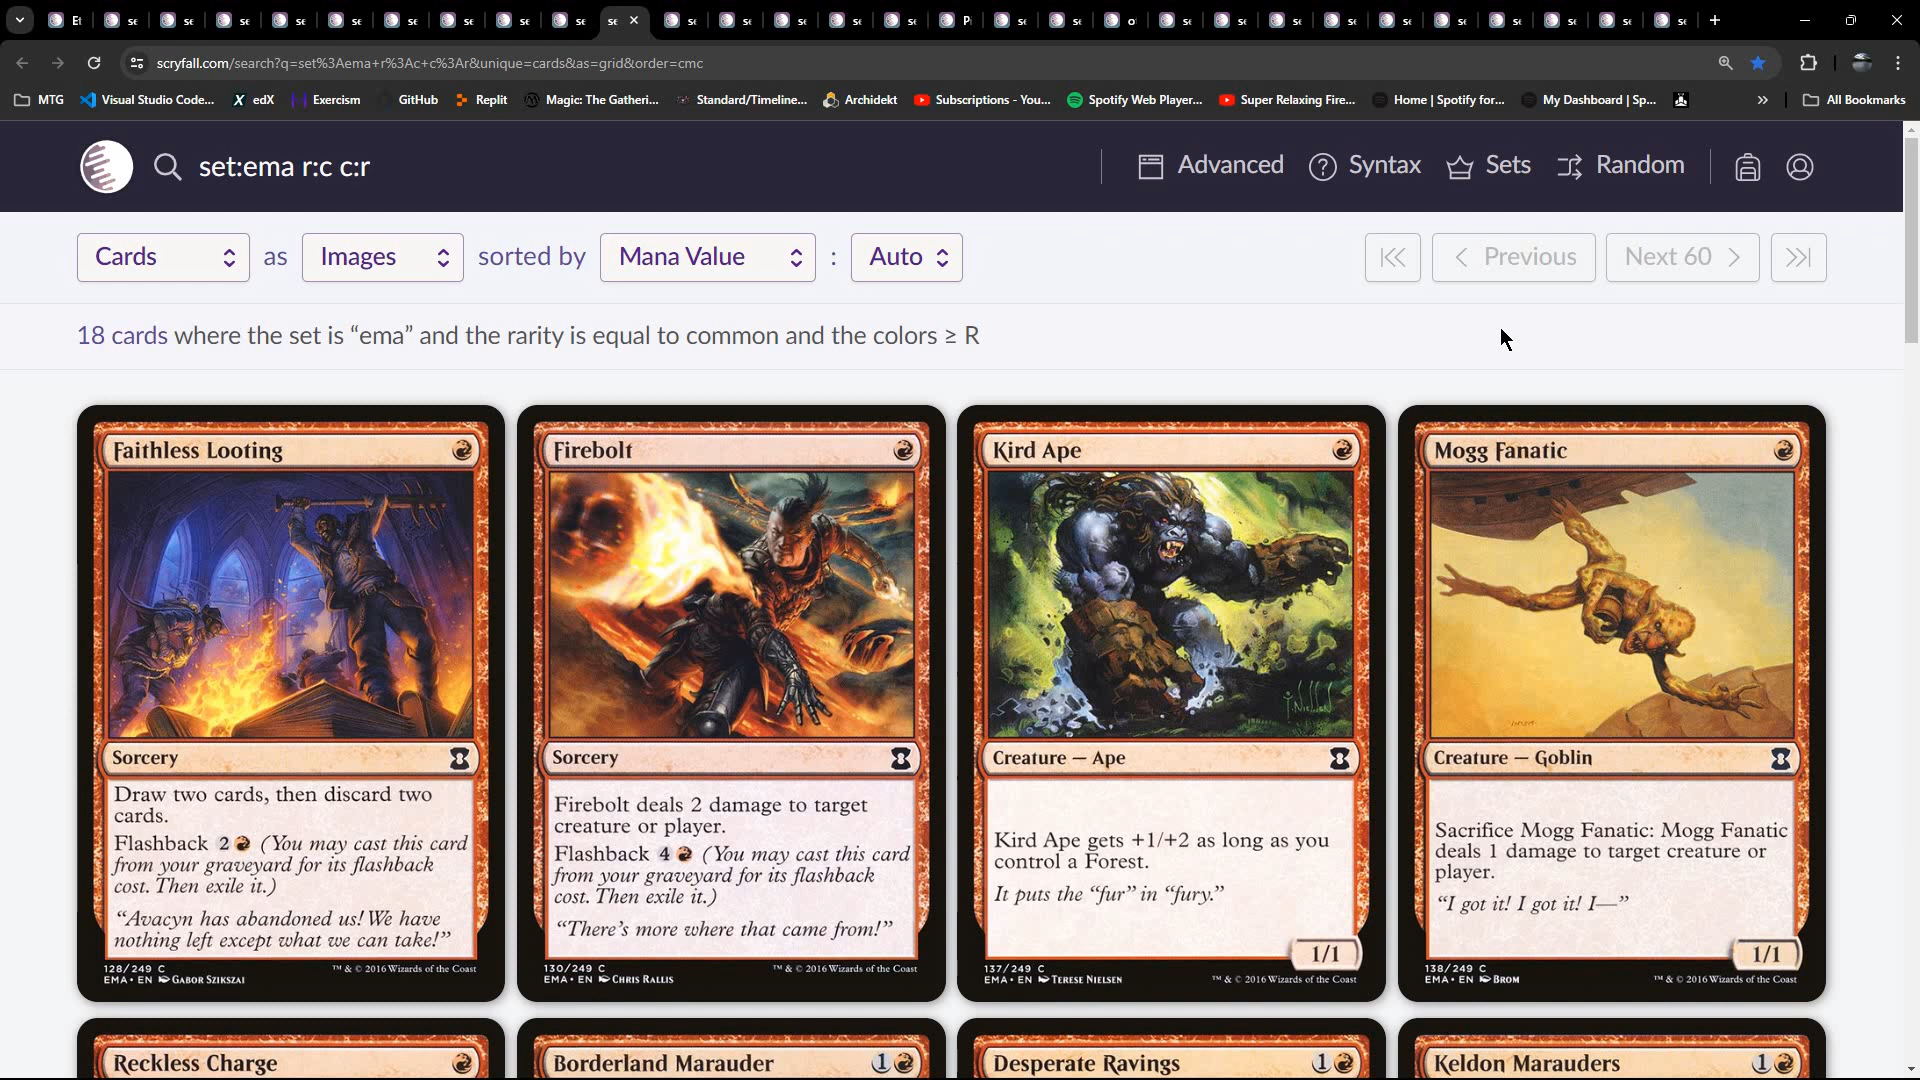 scryfall.com/search?q=set%3Aema+r%3Ac+c%3Ar&unique=cards&as=grid&order=cmc
MTG
Visual Studio Code...
edX
Exercism
GitHub
Replit
Magic: The Gatheri...
Standard/Timeline...
Archidekt
Subscriptions - You...
Spotify Web Player...
Super Relaxing Fire...
Home | Spotify for...
My Dashboard | Sp...
»
All Bookmarks
set:ema r:c c:r
Advanced
Syntax
Sets
Random
Cards as Images sorted by Mana Value : Auto
Previous
Next 60
18 cards where the set is “ema” and the rarity is equal to common and the colors ≥ R
Faithless Looting
Sorcery
Draw two cards, then discard two
cards.
Flashback 2 (You may cast this card
from your graveyard for its flashback
cost. Then exile it.)
“Avacyn has abandoned us! We have
nothing left except what we can take!”
128/249 C
EMA • EN Gabor Szikszai
™ & © 2016 Wizards of the Coast
Firebolt
Sorcery
Firebolt deals 2 damage to target
creature or player.
Flashback 4 (You may cast this card
from your graveyard for its flashback
cost. Then exile it.)
“There’s more where that came from!”
130/249 C
EMA • EN Chris Rallis
™ & © 2016 Wizards of the Coast
Kird Ape
Creature — Ape
Kird Ape gets +1/+2 as long as you
control a Forest.
It puts the “fur” in “fury.”
1/1
137/249 C
EMA • EN Terese Nielsen
™ & © 2016 Wizards of the Coast
Mogg Fanatic
Creature — Goblin
Sacrifice Mogg Fanatic: Mogg Fanatic
deals 1 damage to target creature or
player.
“I got it! I got it! I—”
1/1
138/249 C
EMA • EN Brom
™ & © 2016 Wizards of the Coast
Reckless Charge
Borderland Marauder 1
Desperate Ravings 1
Keldon Marauders 1